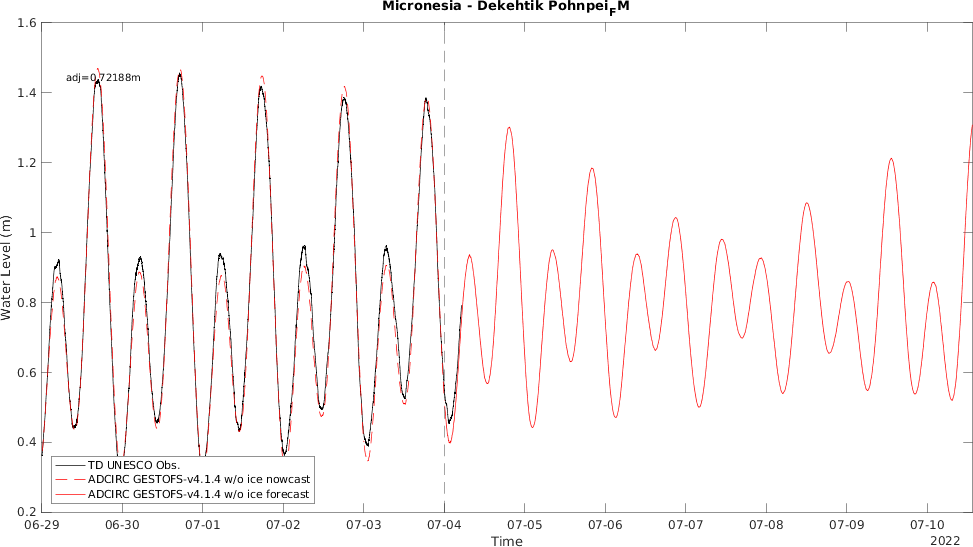 Micronesia - Dekehtik Pohnpei_FM
1.6
adj=0.72188m
1.4
1.2
1
0.8
0.6
0.4
0.2
Water Level (m)
TD UNESCO Obs.
ADCIRC GESTOFS-v4.1.4 w/o ice nowcast
ADCIRC GESTOFS-v4.1.4 w/o ice forecast
06-29 06-30 07-01 07-02 07-03 07-04 07-05 07-06 07-07 07-08 07-09 07-10
Time
2022